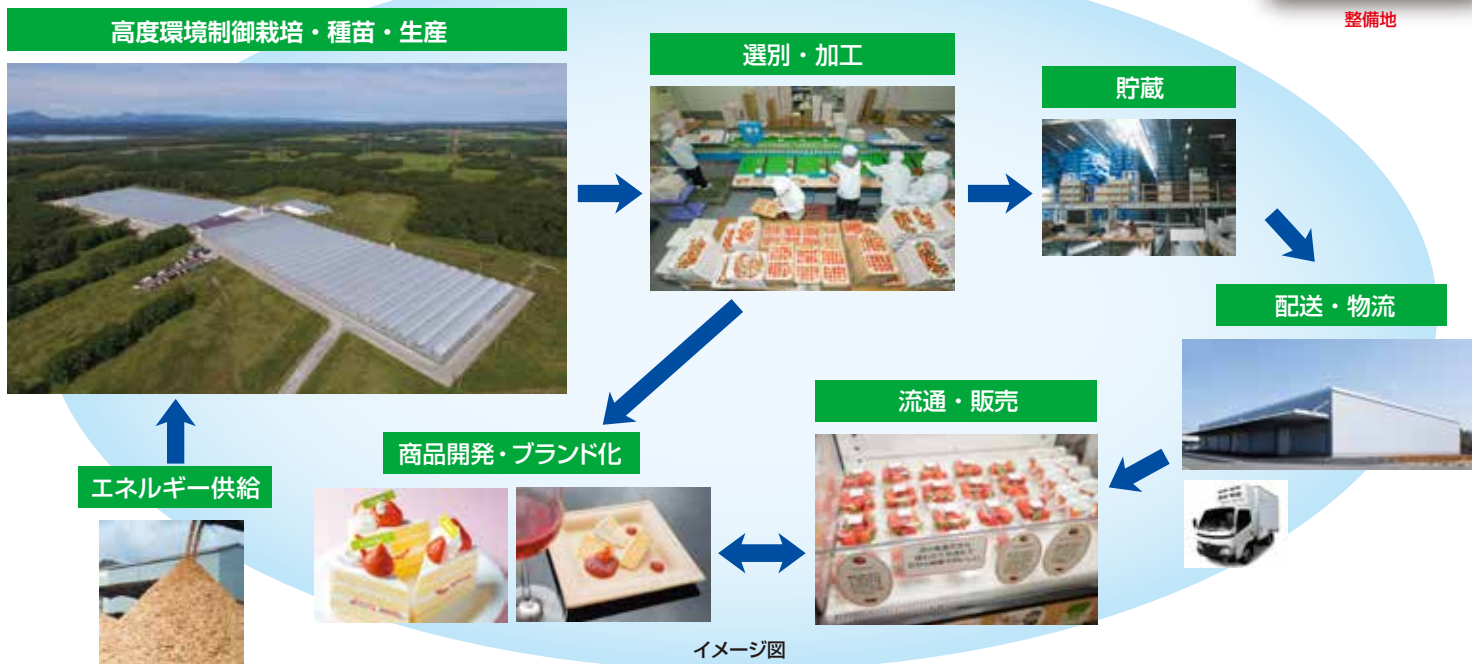 整備地
高度環境制御栽培・種苗・生産
選別・加工
貯蔵
配送・物流
流通・販売
商品開発・ブランド化
エネルギー供給
イメージ図